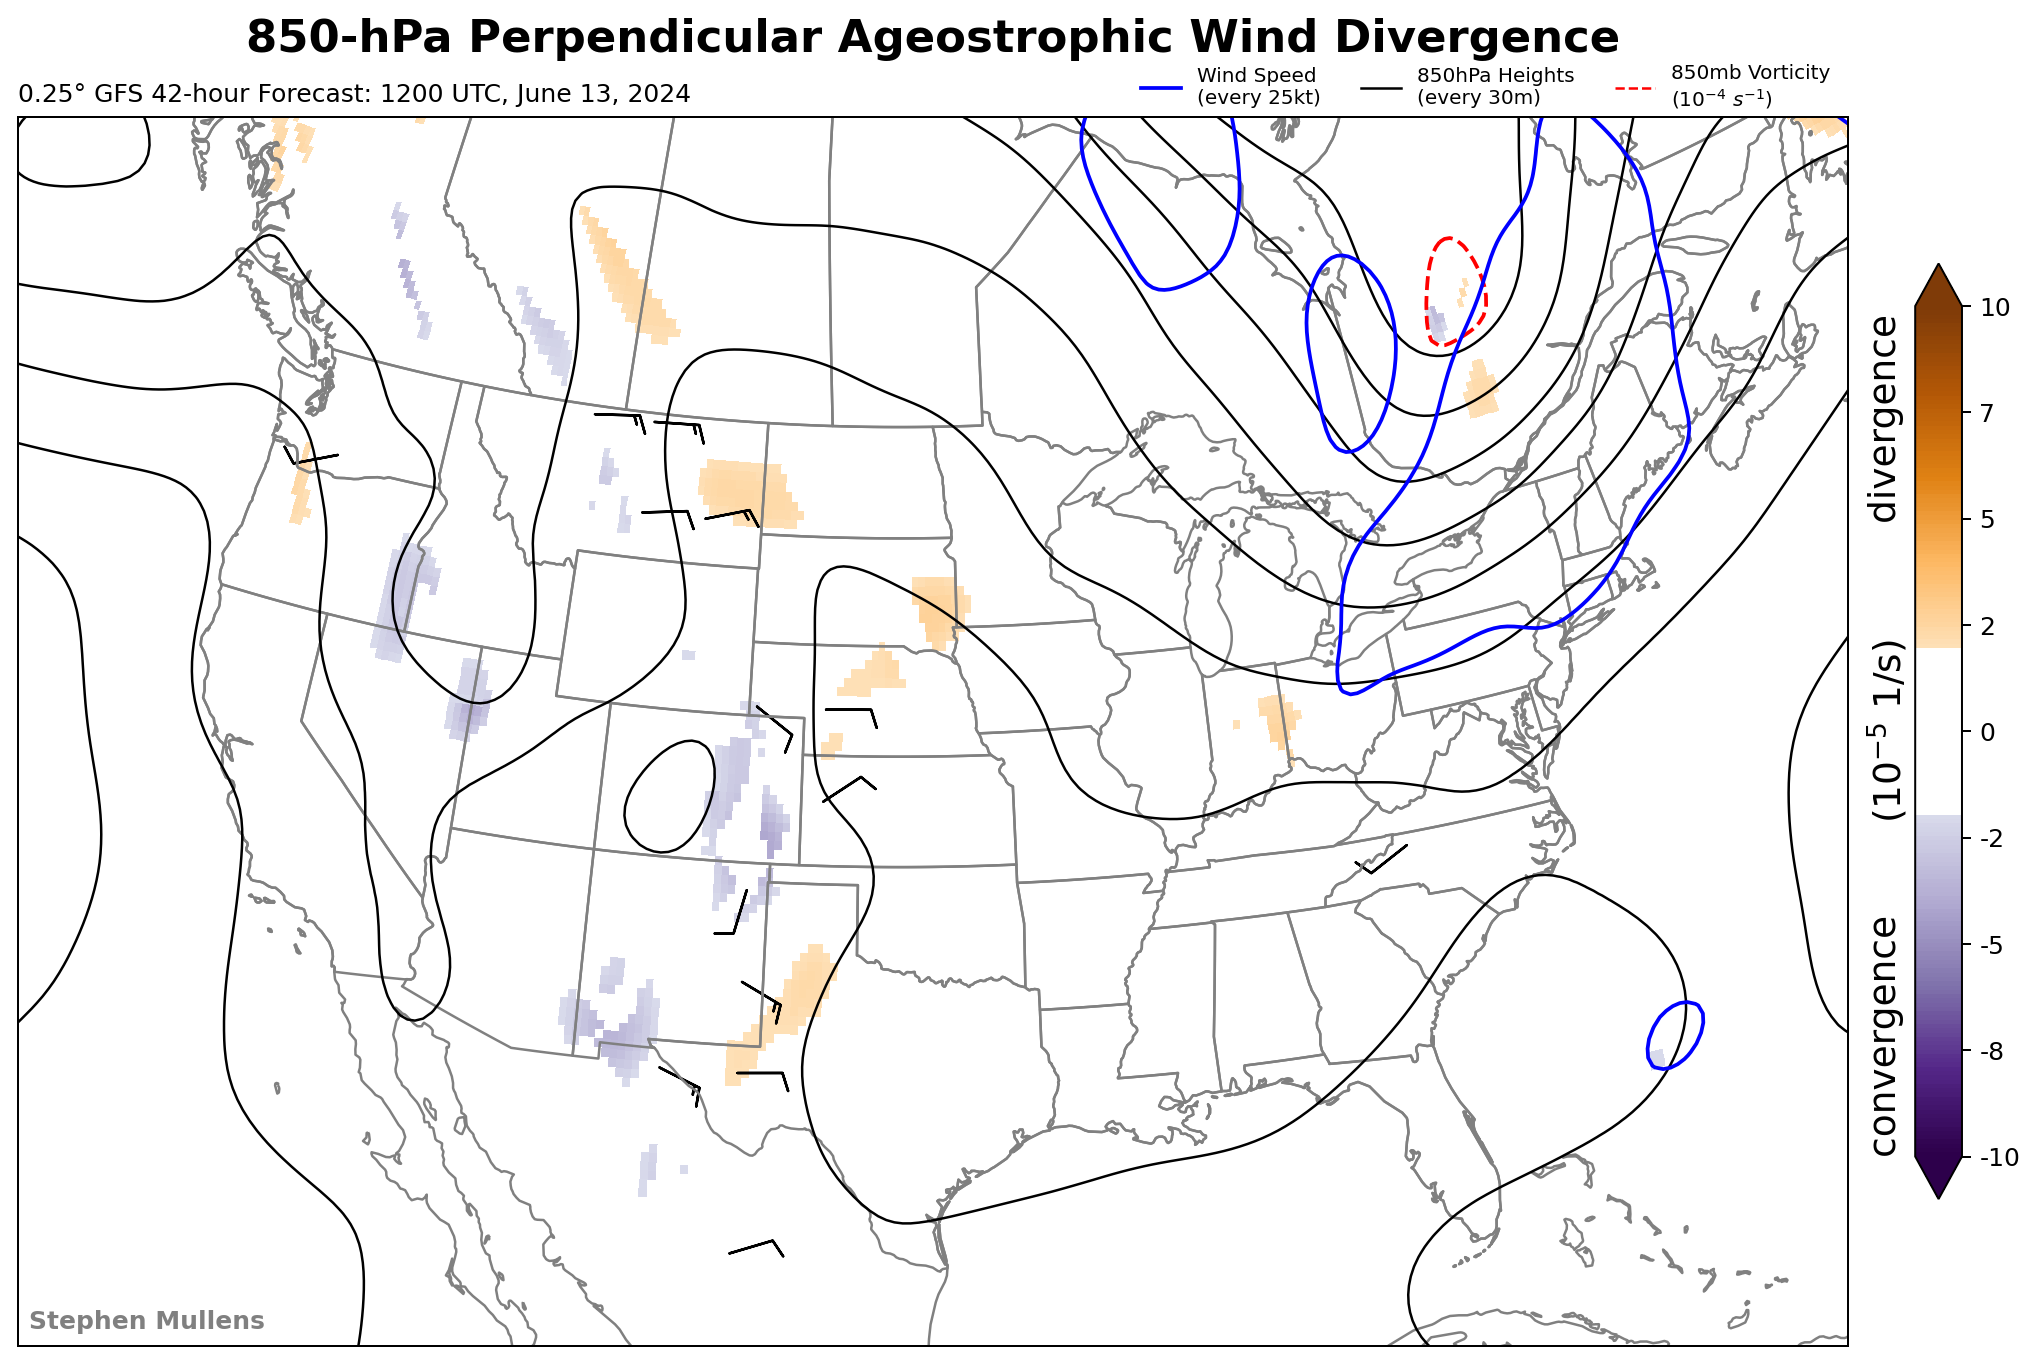 850-hPa Perpendicular Ageostrophic Wind Divergence
0.25° GFS 42-hour Forecast: 1200 UTC, June 13, 2024
Wind Speed
(every 25kt)
850hPa Heights
(every 30m)
850mb Vorticity
(10⁻⁴ s⁻¹)
10
7
5
2
0
-2
-5
-8
-10
convergence (10⁻⁵ 1/s) divergence
Stephen Mullens